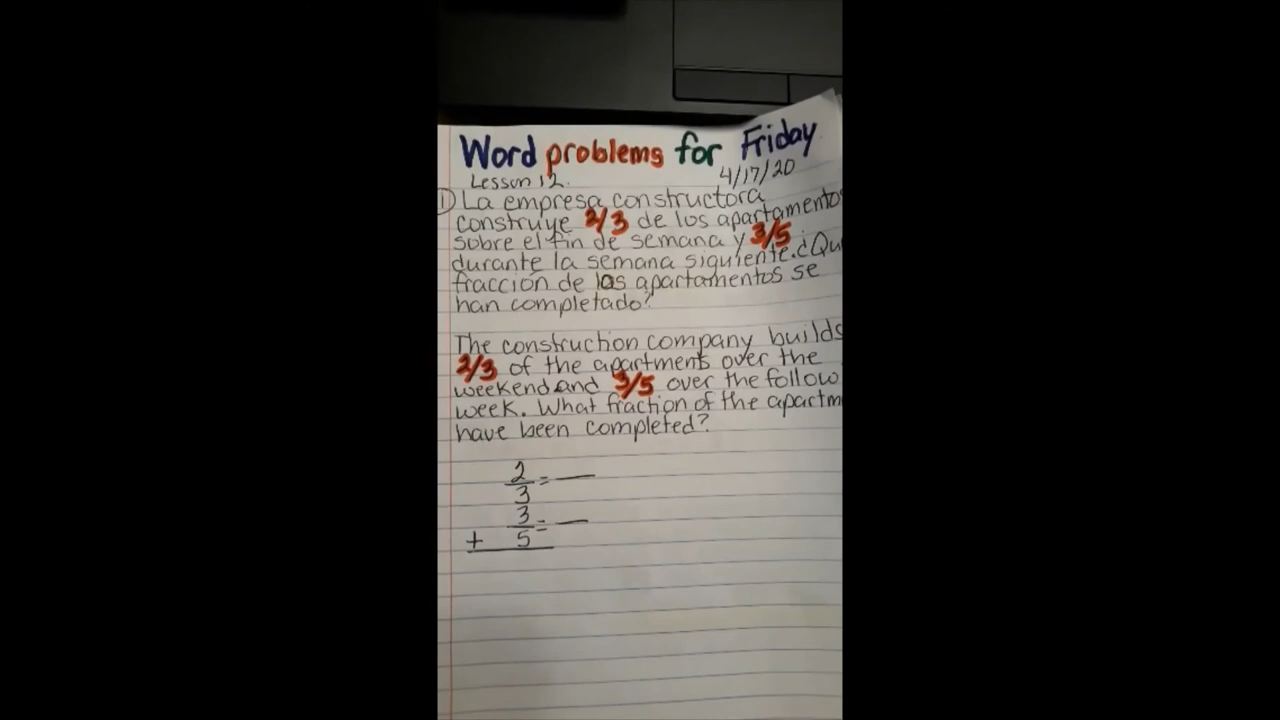 Word problems for Friday
Lesson 12. 4/17/20
① La empresa constructora
construye 2/3 de los apartamentos
sobre el fin de semana y 3/5
durante la semana siguiente. ¿Qu
fracción de los apartamentos se
han completado?
The construction company builds
2/3 of the apartments over the
weekend and 3/5 over the follow
week. What fraction of the apartm
have been completed?
2/3 = __
+ 3/5 = __